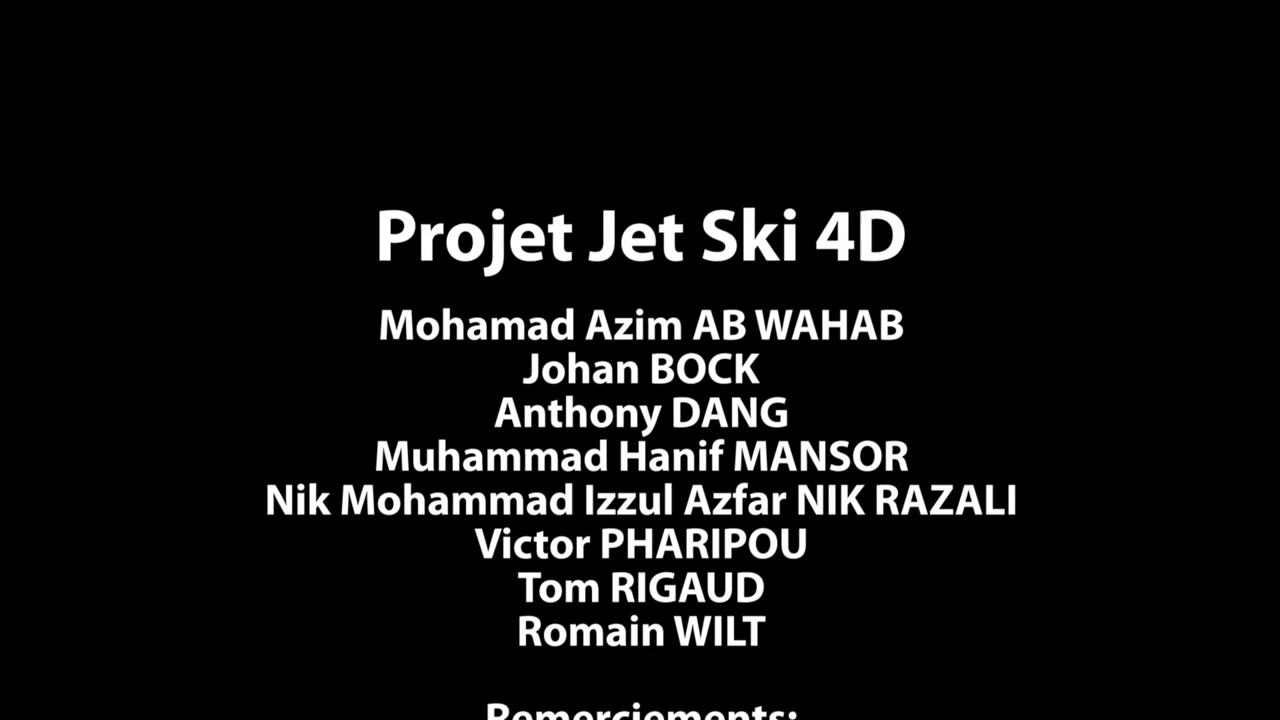 Projet Jet Ski 4D
Mohamad Azim AB WAHAB
Johan BOCK
Anthony DANG
Muhammad Hanif MANSOR
Nik Mohammad Izzul Azfar NIK RAZALI
Victor PHARIPOU
Tom RIGAUD
Romain WILT
Remerciements: